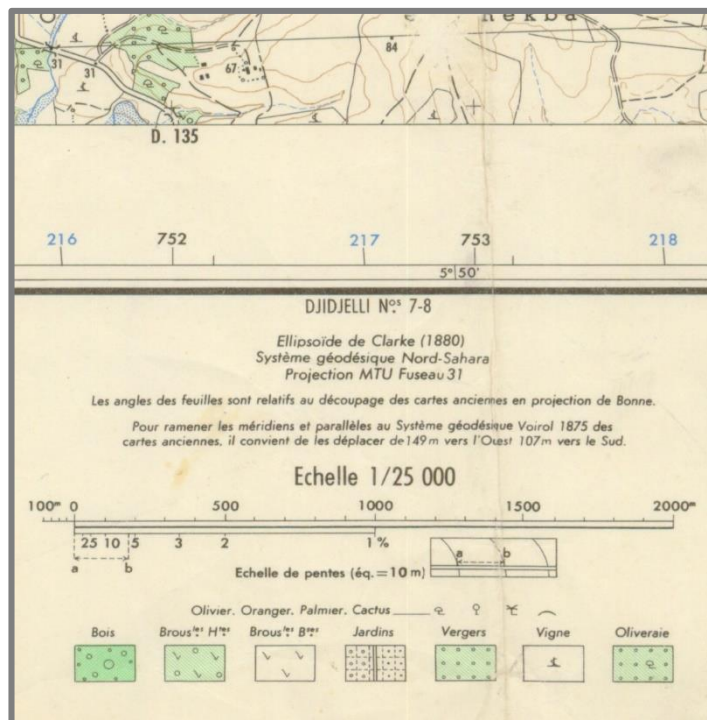 nekba
84
31
31
67
D. 135
216 752 217 753 218
5° 50'
DJIDJELLI Nos 7-8
Ellipsoïde de Clarke (1880)
Système géodésique Nord-Sahara
Projection MTU Fuseau 31
Les angles des feuilles sont relatifs au découpage des cartes anciennes en projection de Bonne.
Pour ramener les méridiens et parallèles au Système géodésique Voirol 1875 des
cartes anciennes, il convient de les déplacer de 149 m vers l'Ouest 107 m vers le Sud.
Echelle 1/25 000
100m 0 500 1000 1500 2000m
25 10 5 3 2 1%
a b
a b
Echelle de pentes (éq. = 10 m)
Olivier. Oranger. Palmier. Cactus
Bois Brousles Htes Brousles Bses Jardins Vergers Vigne Oliveraie